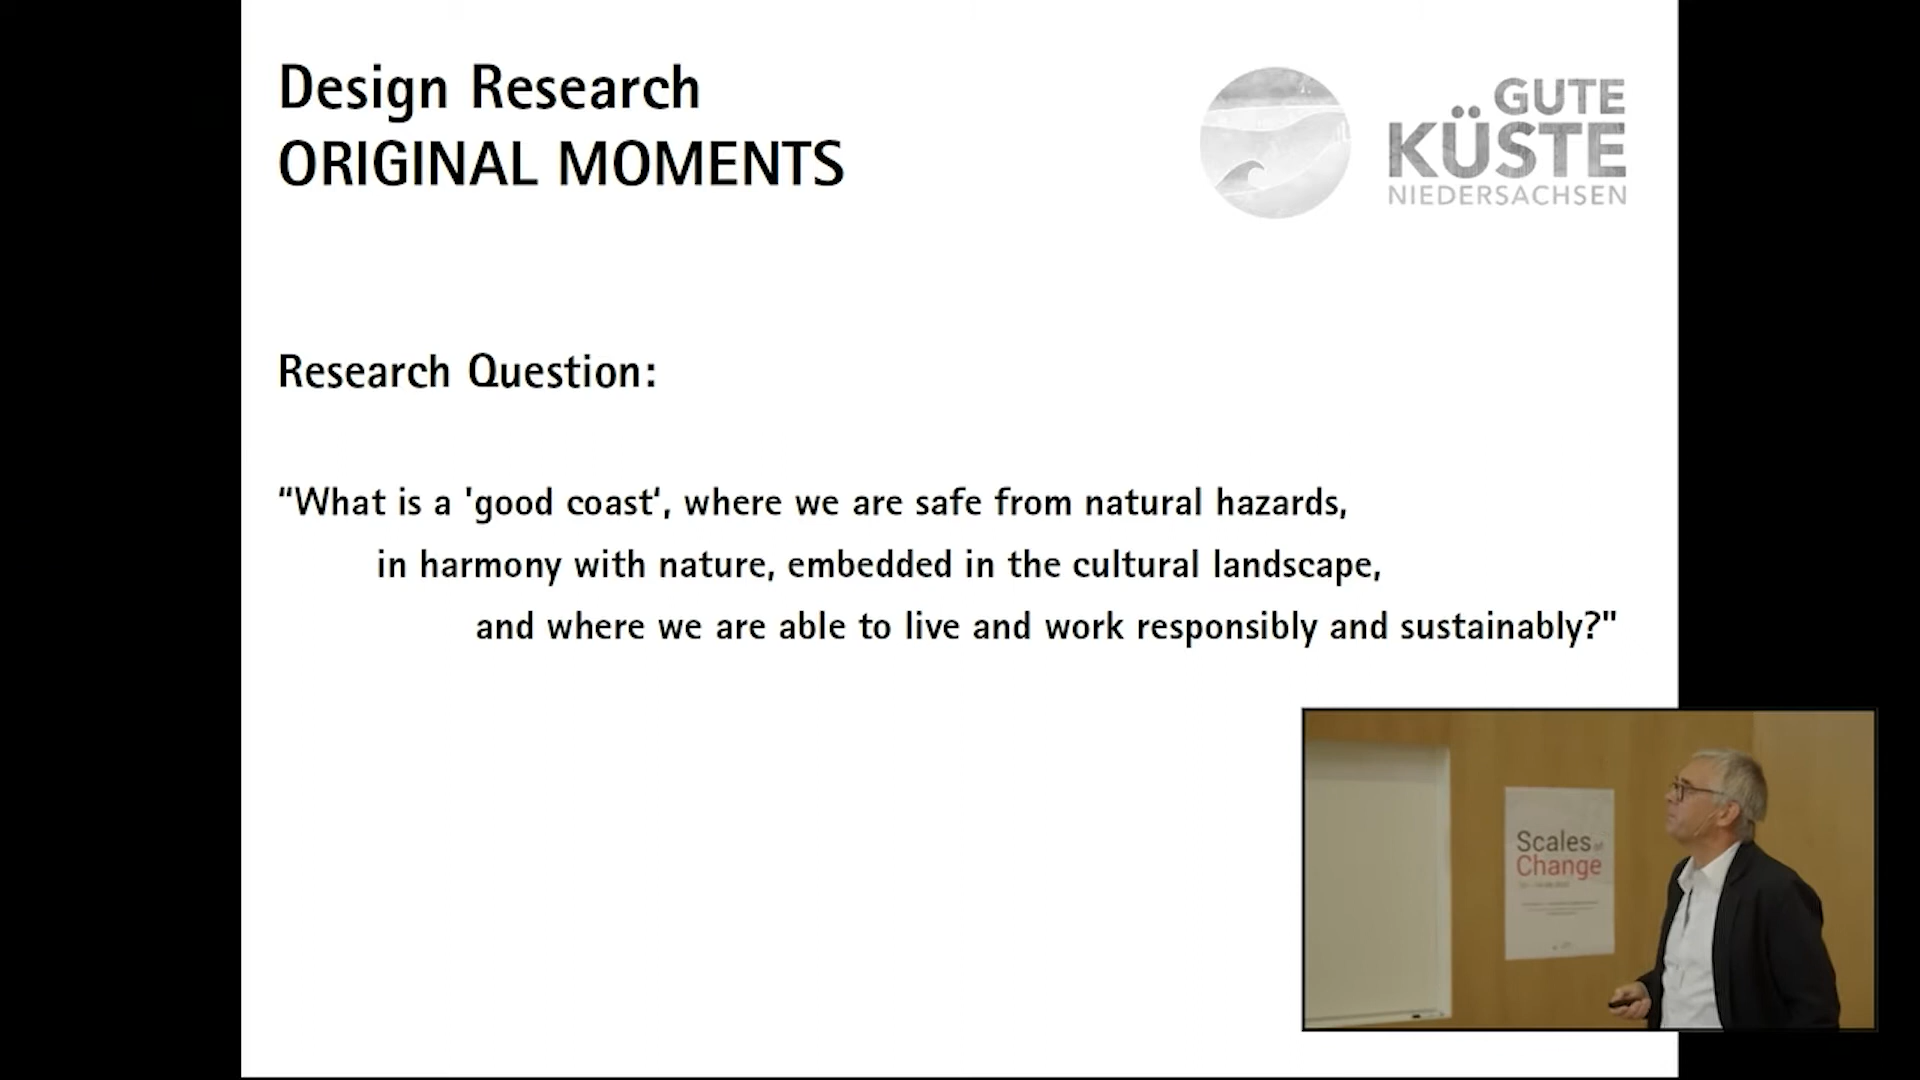 Design Research
ORIGINAL MOMENTS
GUTE
KÜSTE
NIEDERSACHSEN
Research Question:
“What is a 'good coast‘, where we are safe from natural hazards,
in harmony with nature, embedded in the cultural landscape,
and where we are able to live and work responsibly and sustainably?"
Scales of
Change